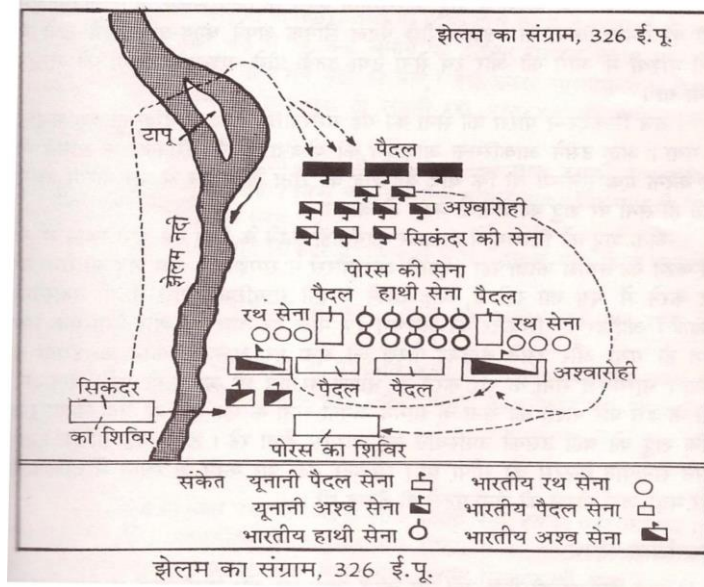 झेलम का संग्राम, 326 ई.पू.
टापू
पैदल
अश्वारोही
सिकंदर की सेना
झेलम नदी
पोरस की सेना
पैदल हाथी सेना पैदल
रथ सेना
रथ सेना
अश्वारोही
पैदल पैदल
सिकंदर
का शिविर
पोरस का शिविर
संकेत यूनानी पैदल सेना
भारतीय रथ सेना
यूनानी अश्व सेना
भारतीय पैदल सेना
भारतीय हाथी सेना
भारतीय अश्व सेना
झेलम का संग्राम, 326 ई.पू.